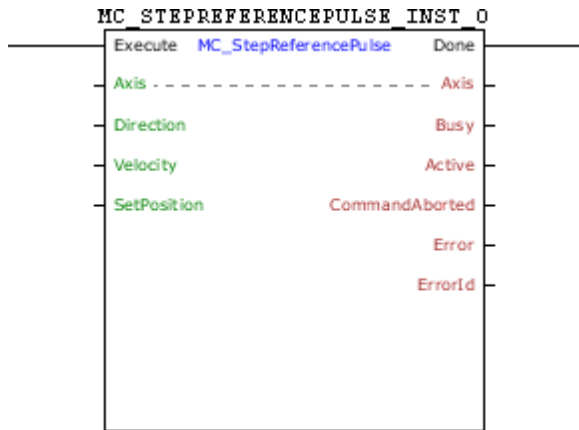 MC_STEPREFERENCEPULSE_INST_0
Execute MC_StepReferencePulse Done
Axis Axis
Direction Busy
Velocity Active
SetPosition CommandAborted
Error
ErrorId